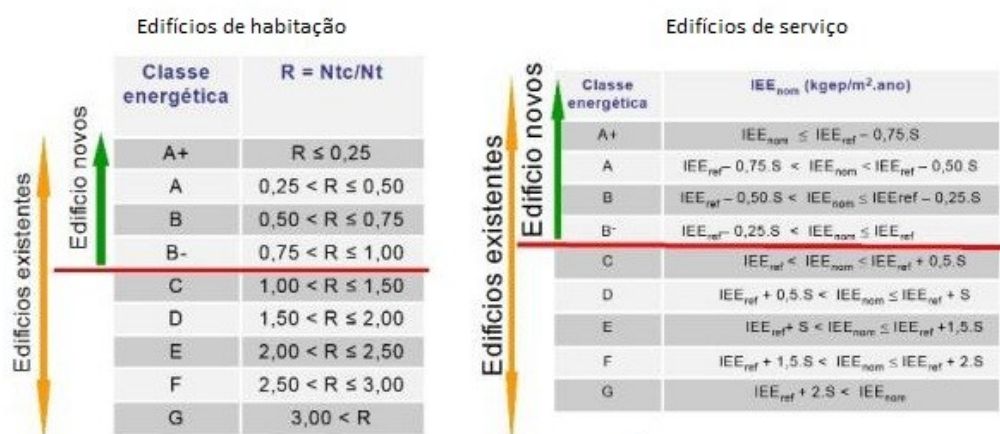 Edifícios de habitação
Edifícios existentes
Edifício novos
Classe energética R = Ntc/Nt
A+ R ≤ 0,25
A 0,25 < R ≤ 0,50
B 0,50 < R ≤ 0,75
B- 0,75 < R ≤ 1,00
C 1,00 < R ≤ 1,50
D 1,50 < R ≤ 2,00
E 2,00 < R ≤ 2,50
F 2,50 < R ≤ 3,00
G 3,00 < R
Edifícios de serviço
Edifícios existentes
Edifício novos
Classe energética IEEnom (kgep/m².ano)
A+ IEEnom ≤ IEEref – 0,75.S
A IEEref – 0,75.S < IEEnom < IEEref – 0,50.S
B IEEref – 0,50.S < IEEnom ≤ IEEref – 0,25.S
B- IEEref – 0,25.S < IEEnom ≤ IEEref
C IEEref < IEEnom ≤ IEEref + 0,5.S
D IEEref + 0,5.S < IEEnom ≤ IEEref + S
E IEEref + S < IEEnom ≤ IEEref +1,5.S
F IEEref + 1,5.S < IEEnom ≤ IEEref + 2.S
G IEEref + 2.S < IEEnom